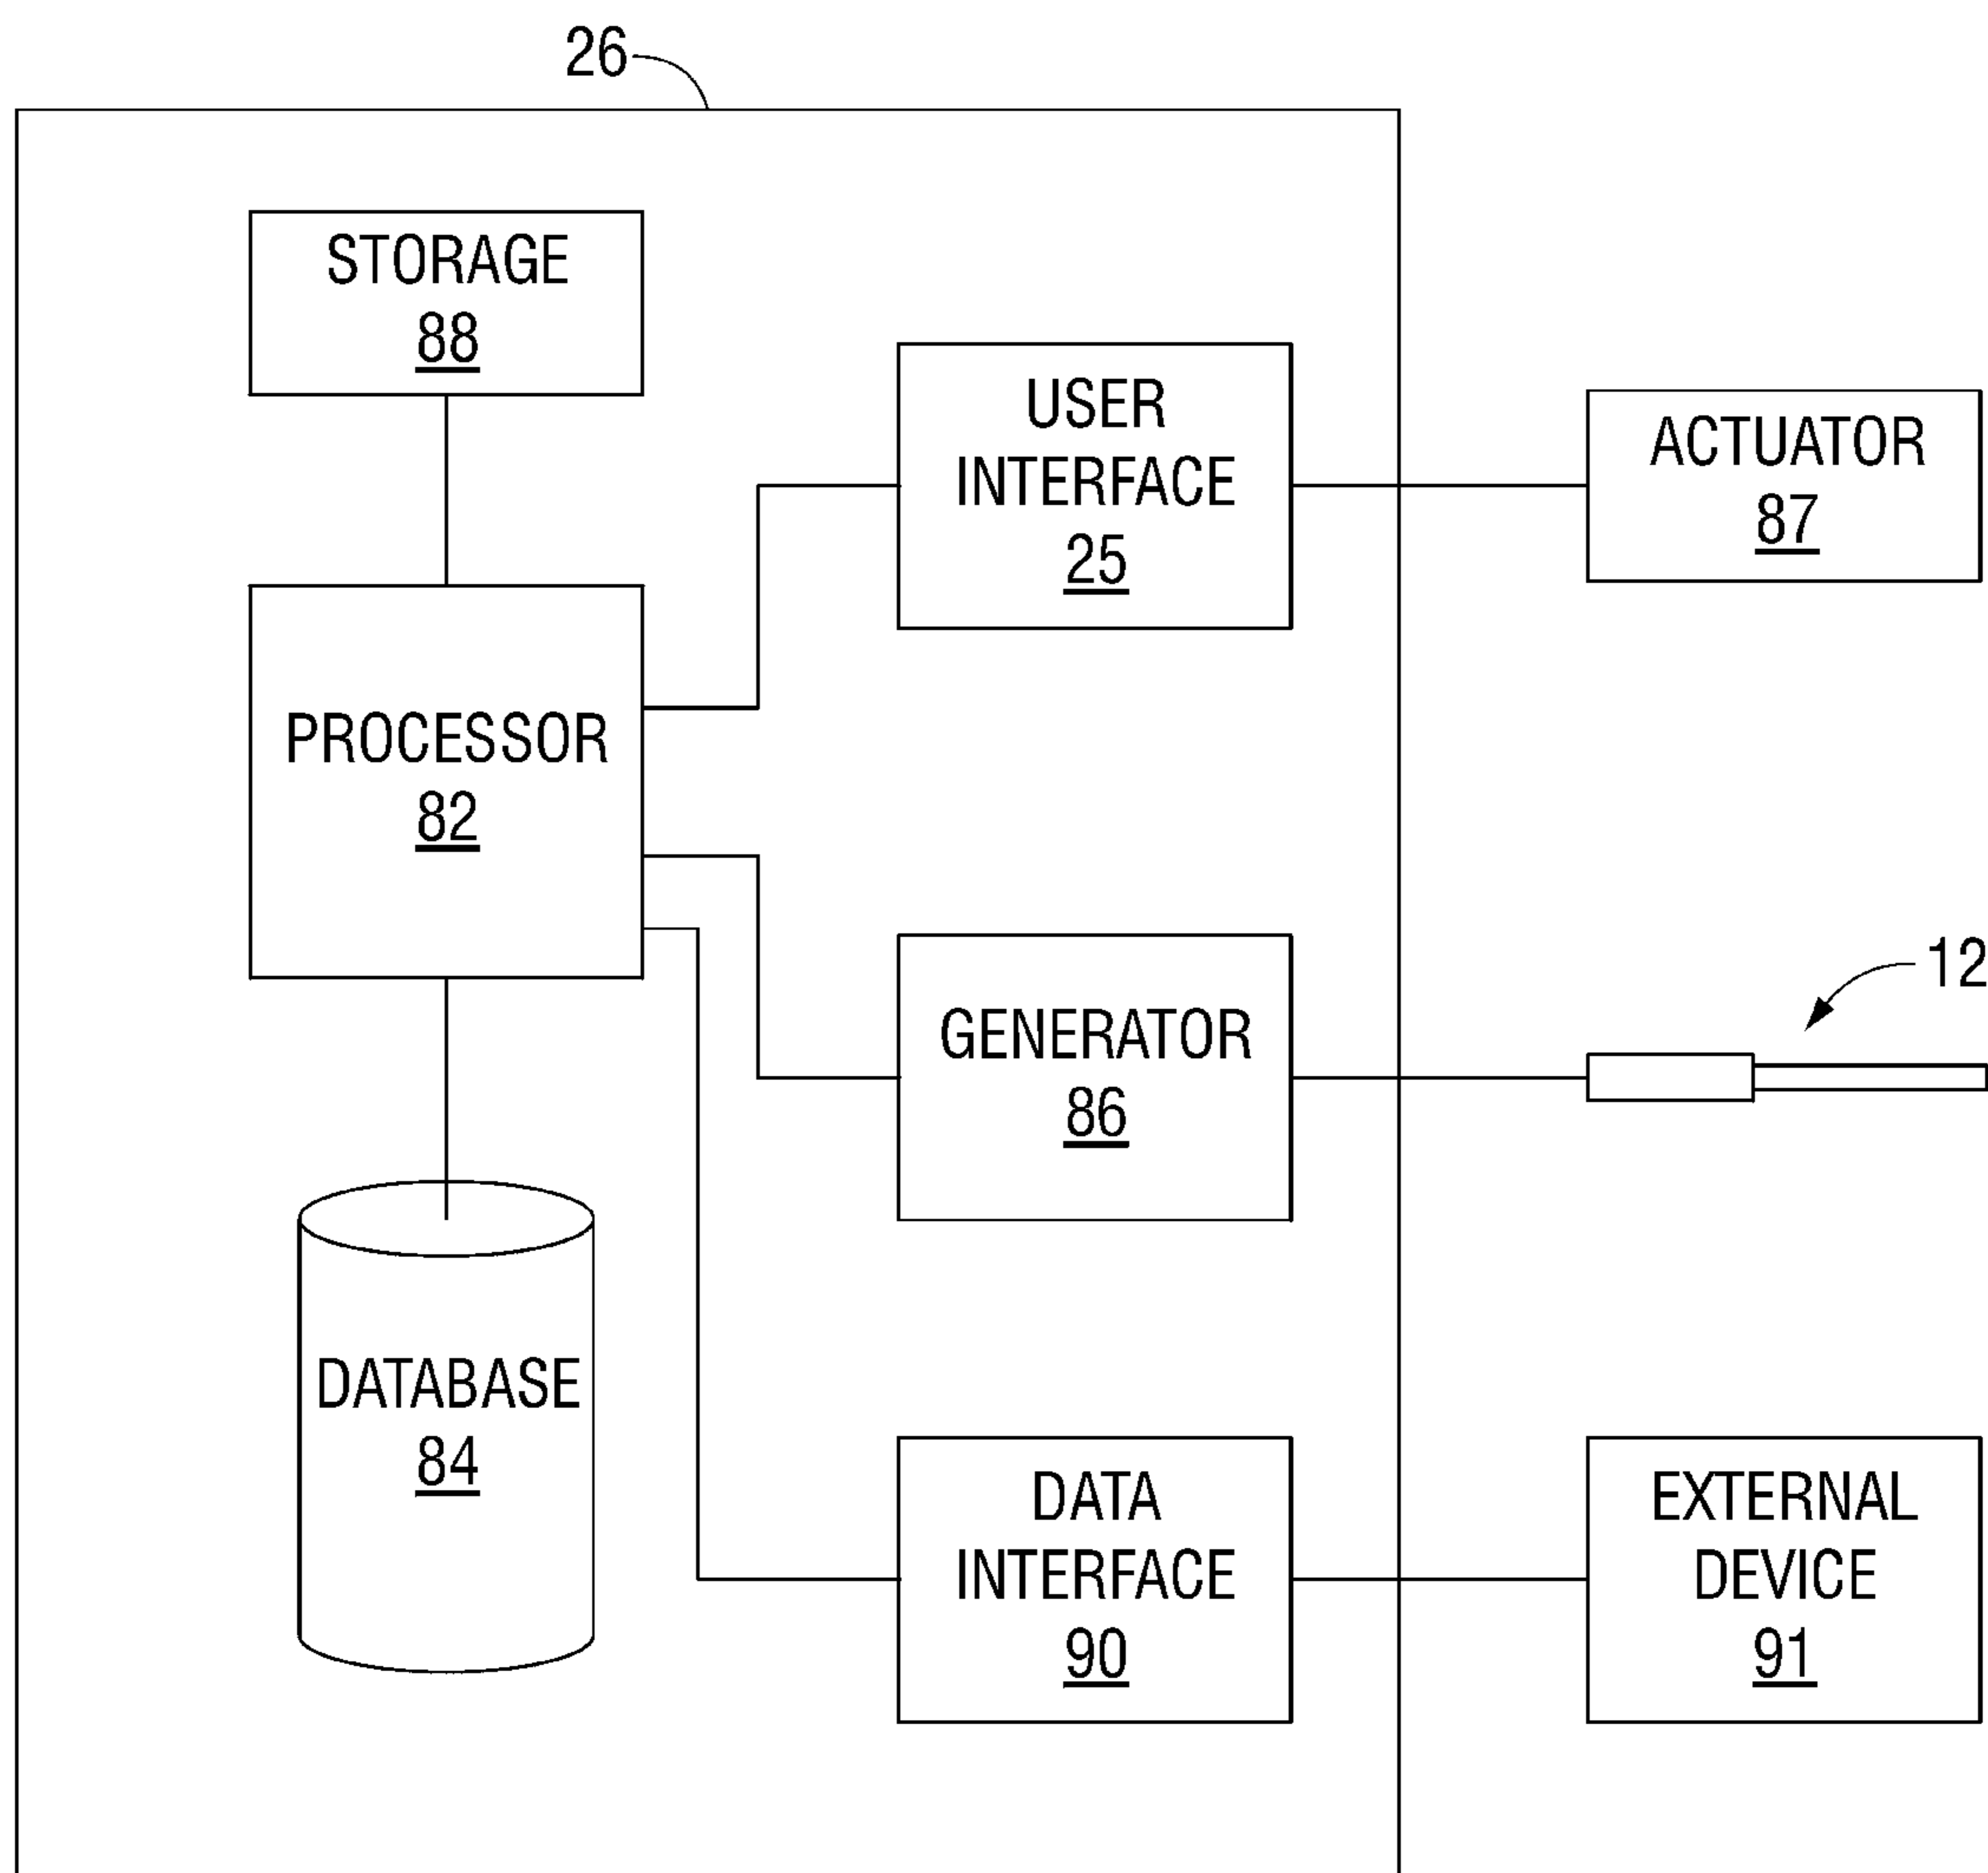 26
STORAGE
88
USER
INTERFACE
25
ACTUATOR
87
PROCESSOR
82
12
GENERATOR
86
DATABASE
84
DATA
INTERFACE
90
EXTERNAL
DEVICE
91